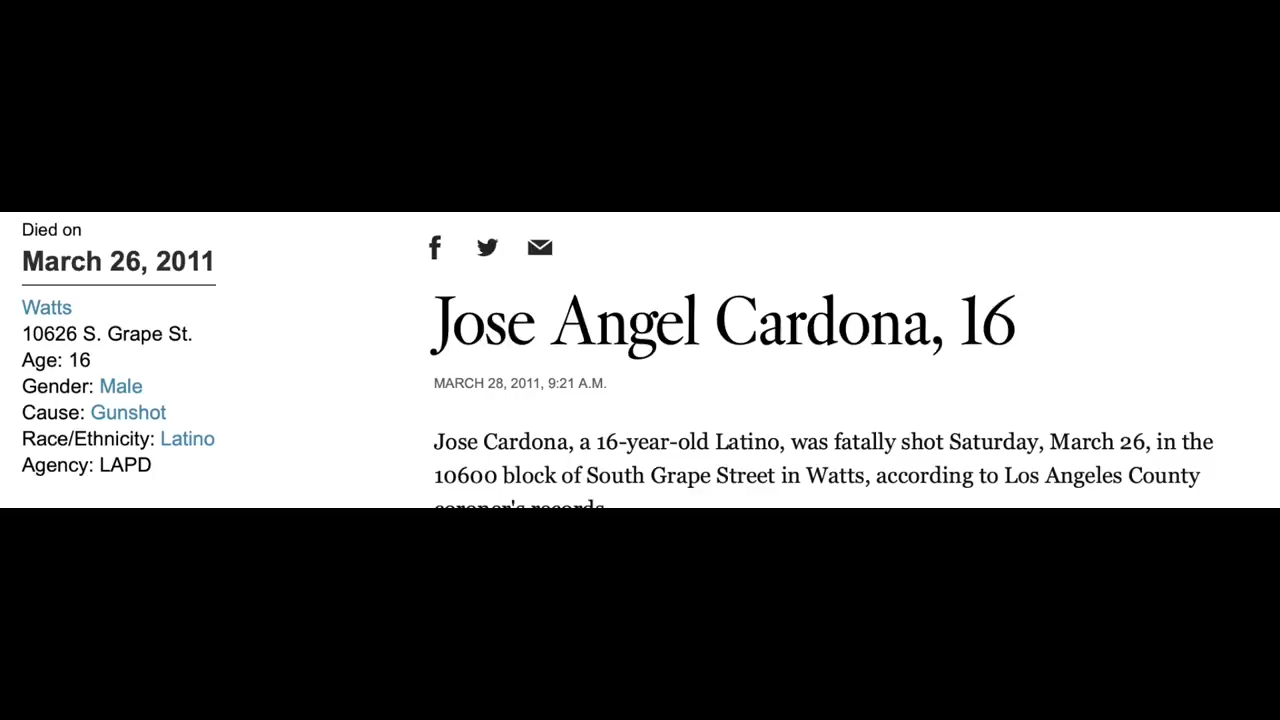 Died on
March 26, 2011
Watts
10626 S. Grape St.
Age: 16
Gender: Male
Cause: Gunshot
Race/Ethnicity: Latino
Agency: LAPD
Jose Angel Cardona, 16
MARCH 28, 2011, 9:21 A.M.
Jose Cardona, a 16-year-old Latino, was fatally shot Saturday, March 26, in the
10600 block of South Grape Street in Watts, according to Los Angeles County
coroner's records